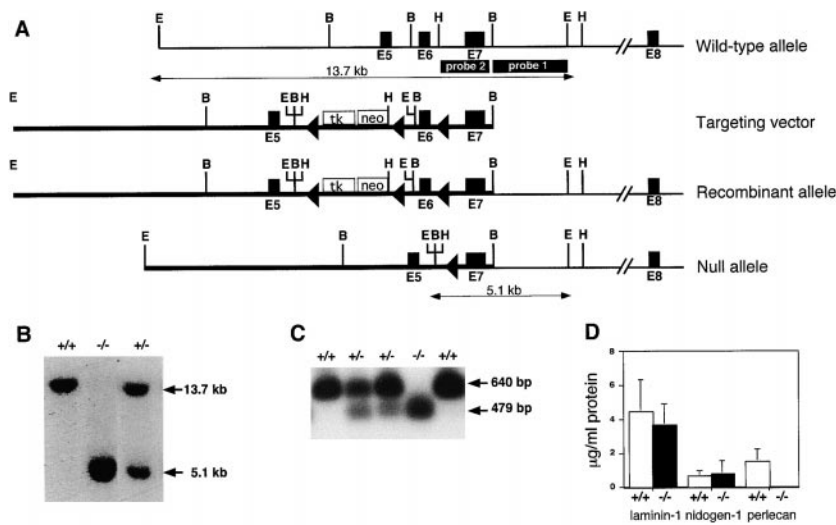 A
E B B H B E H
E5 E6 E7 E8
probe 2 probe 1
13.7 kb
Wild-type allele
E B E B H H E B B
tk neo
E5 E6 E7
Targeting vector
E B E B H H E B B E H
tk neo
E5 E6 E7 E8
Recombinant allele
E B E B H B E H
E5 E7 E8
Null allele
5.1 kb
B
+/+ -/- +/-
13.7 kb
5.1 kb
C
+/+ +/- +/- -/- +/+
640 bp
479 bp
D
µg/ml protein
8
6
4
2
0
+/+ -/- +/+ -/- +/+ -/-
laminin-1 nidogen-1 perlecan